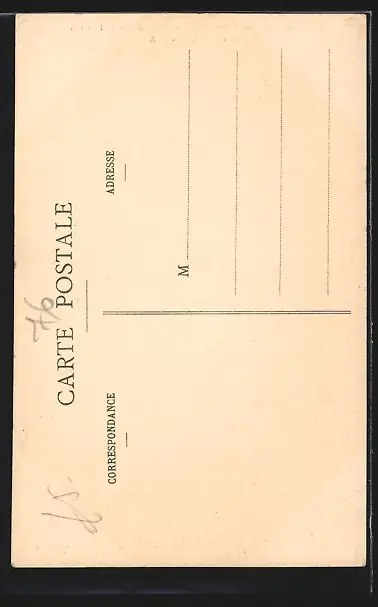 CARTE POSTALE
CORRESPONDANCE
ADRESSE
M
76